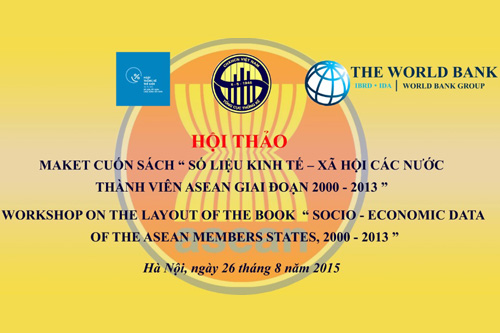 THE WORLD BANK
IBRD • IDA | WORLD BANK GROUP
HỘI THẢO
MAKET CUỐN SÁCH “ SỐ LIỆU KINH TẾ – XÃ HỘI CÁC NƯỚC
THÀNH VIÊN ASEAN GIAI ĐOẠN 2000 - 2013 ”
WORKSHOP ON THE LAYOUT OF THE BOOK “ SOCIO - ECONOMIC DATA
OF THE ASEAN MEMBERS STATES, 2000 - 2013 ”
asean
Hà Nội, ngày 26 tháng 8 năm 2015